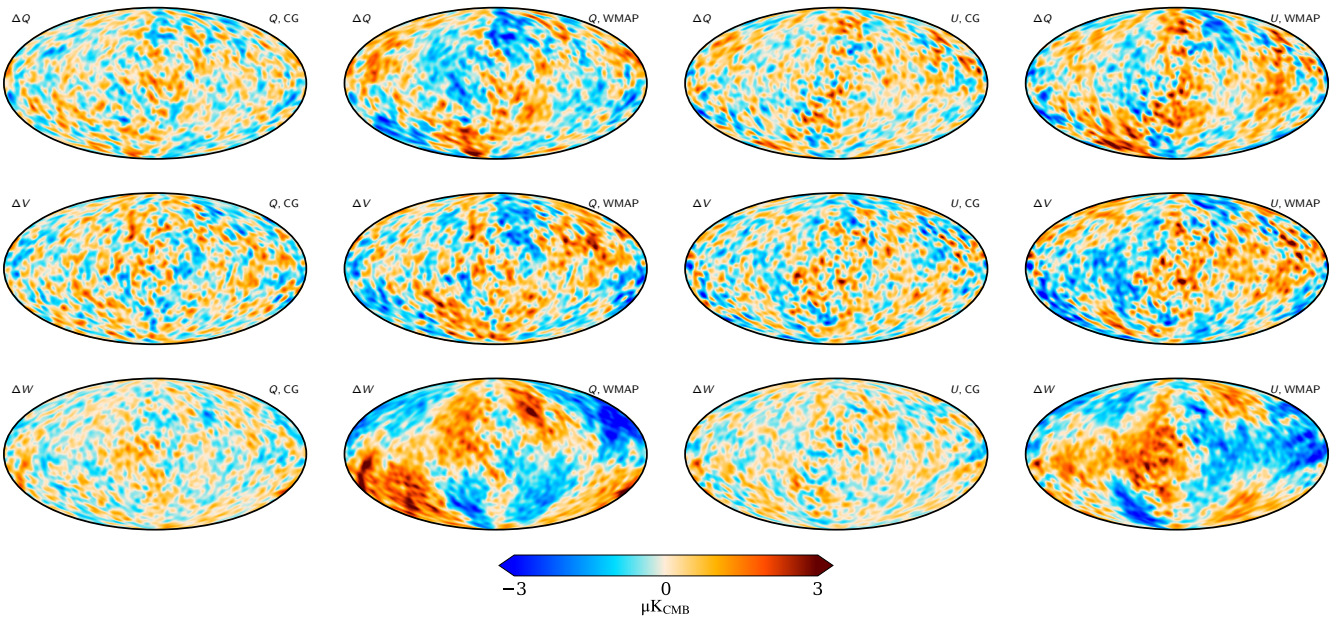 ΔQ Q, CG ΔQ Q, WMAP ΔQ U, CG ΔQ U, WMAP
ΔV Q, CG ΔV Q, WMAP ΔV U, CG ΔV U, WMAP
ΔW Q, CG ΔW Q, WMAP ΔW U, CG ΔW U, WMAP
−3 0 3
μK_CMB